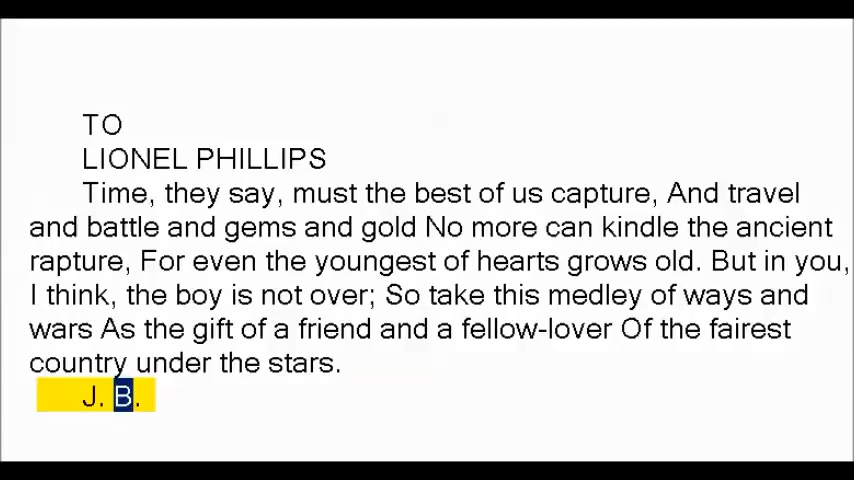 TO
LIONEL PHILLIPS
Time, they say, must the best of us capture, And travel
and battle and gems and gold No more can kindle the ancient
rapture, For even the youngest of hearts grows old. But in you,
I think, the boy is not over; So take this medley of ways and
wars As the gift of a friend and a fellow-lover Of the fairest
country under the stars.
J. B.